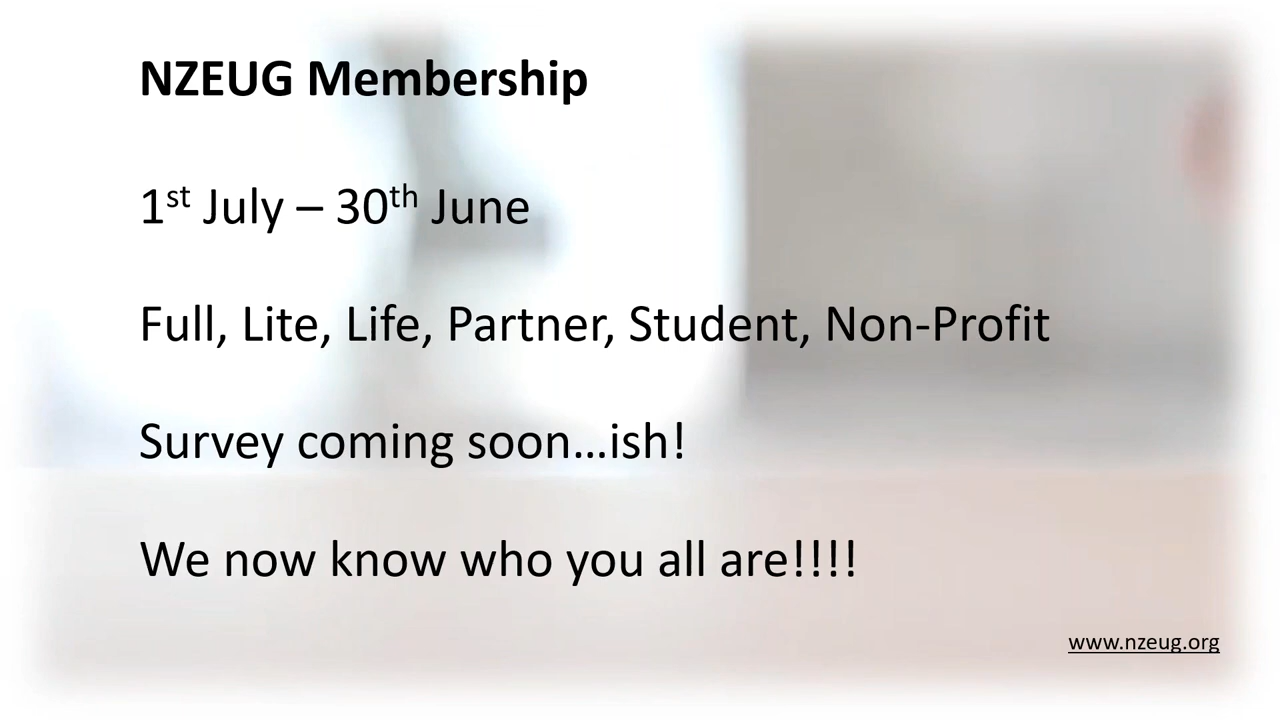 NZEUG Membership
1st July – 30th June
Full, Lite, Life, Partner, Student, Non-Profit
Survey coming soon…ish!
We now know who you all are!!!!
www.nzeug.org